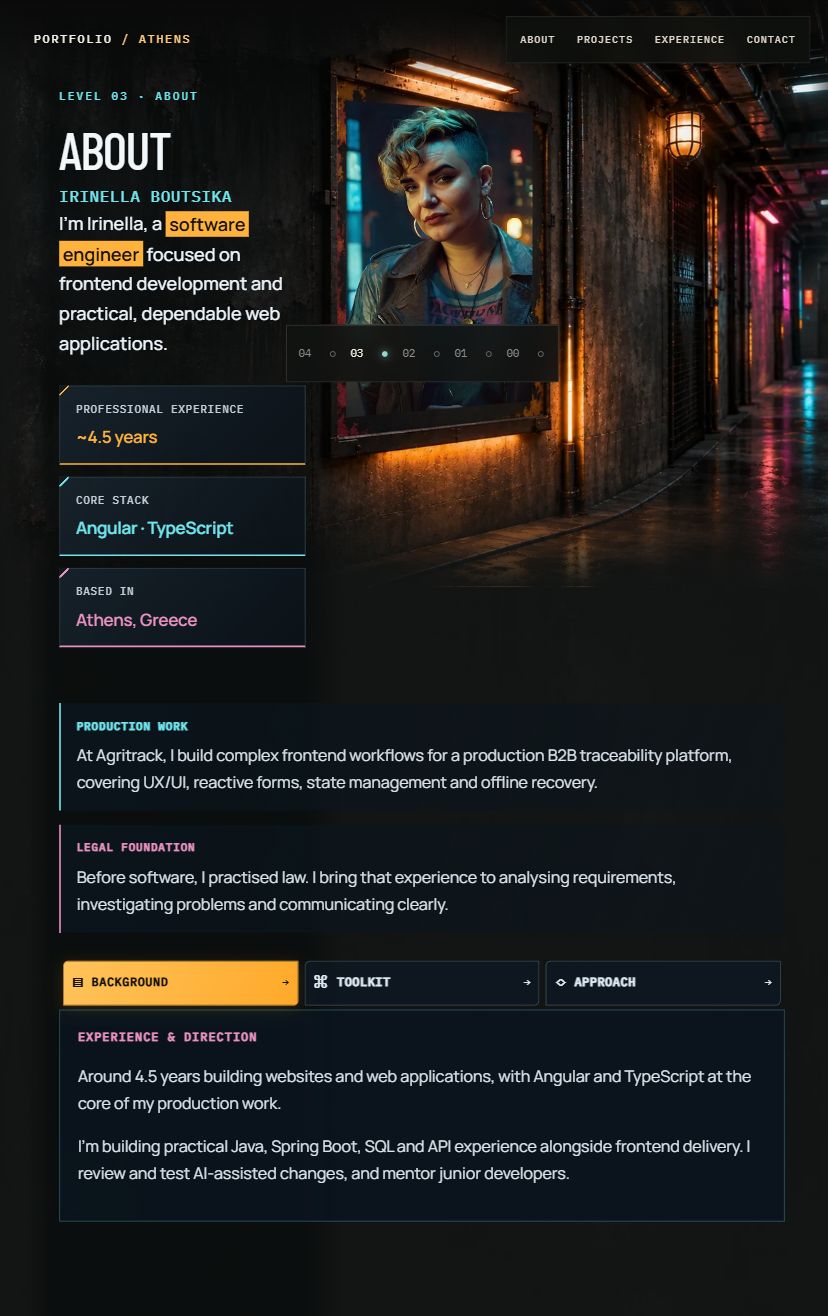 PORTFOLIO / ATHENS
ABOUT PROJECTS EXPERIENCE CONTACT
LEVEL 03 · ABOUT
ABOUT
IRINELLA BOUTSIKA
I'm Irinella, a software
engineer focused on
frontend development and
practical, dependable web
applications.
04 03 02 01 00
PROFESSIONAL EXPERIENCE
~4.5 years
CORE STACK
Angular · TypeScript
BASED IN
Athens, Greece
PRODUCTION WORK
At Agritrack, I build complex frontend workflows for a production B2B traceability platform,
covering UX/UI, reactive forms, state management and offline recovery.
LEGAL FOUNDATION
Before software, I practised law. I bring that experience to analysing requirements,
investigating problems and communicating clearly.
BACKGROUND → TOOLKIT → APPROACH →
EXPERIENCE & DIRECTION
Around 4.5 years building websites and web applications, with Angular and TypeScript at the
core of my production work.
I'm building practical Java, Spring Boot, SQL and API experience alongside frontend delivery. I
review and test AI-assisted changes, and mentor junior developers.